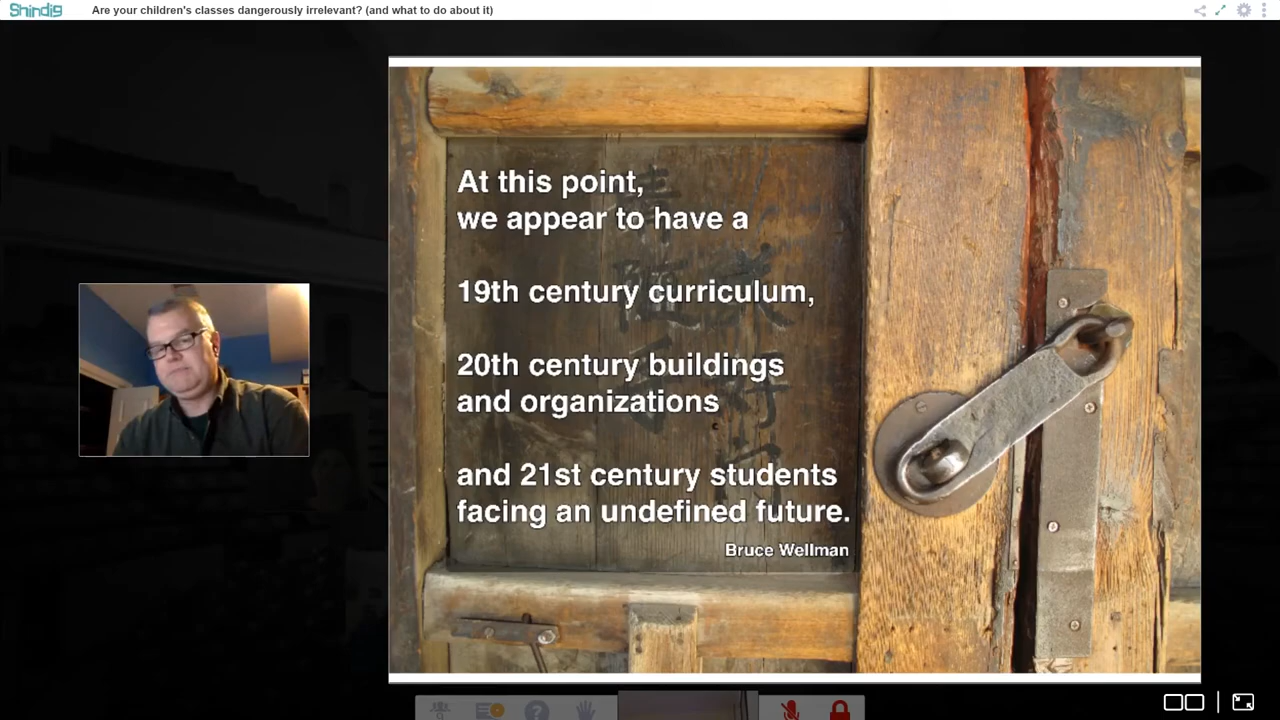 Shindig
Are your children's classes dangerously irrelevant? (and what to do about it)
At this point,
we appear to have a
19th century curriculum,
20th century buildings
and organizations
and 21st century students
facing an undefined future.
Bruce Wellman